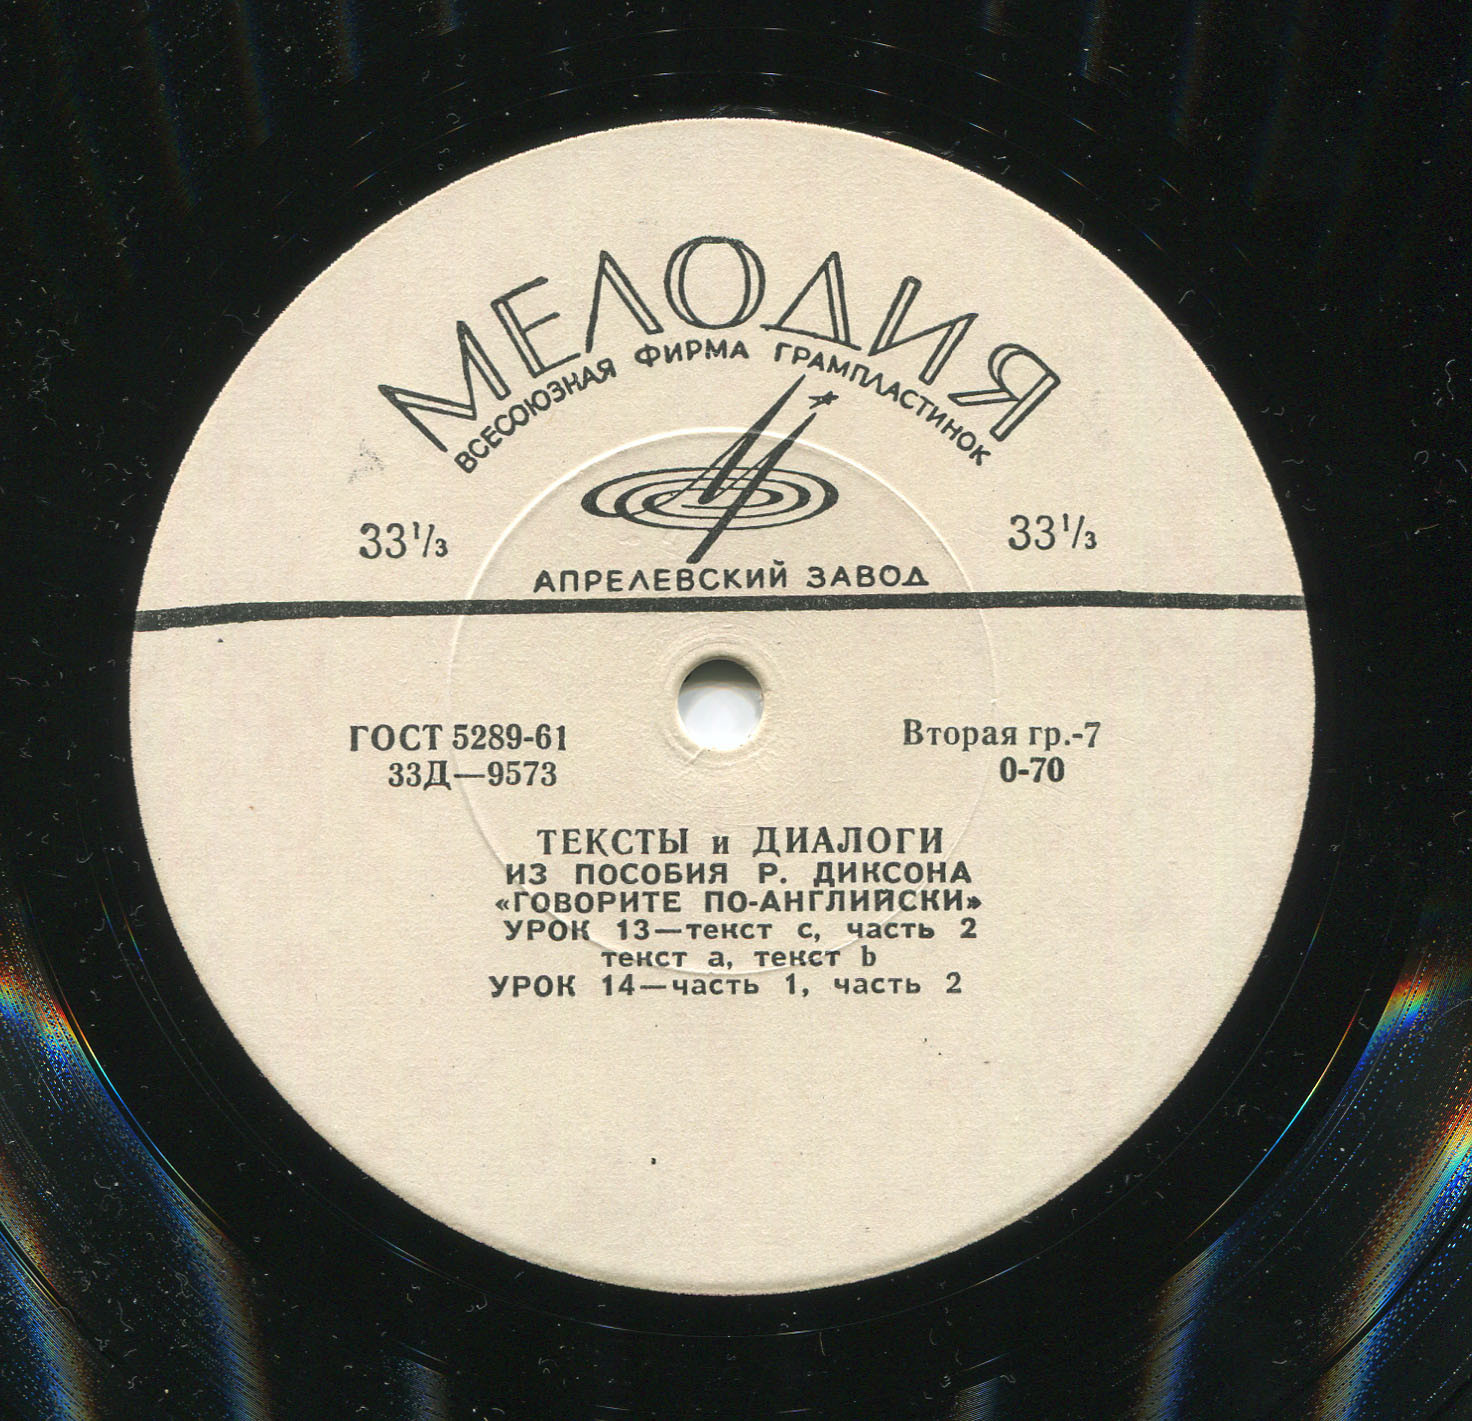 МЕЛОДИЯ
ВСЕСОЮЗНАЯ ФИРМА ГРАМПЛАСТИНОК
33⅓
33⅓
АПРЕЛЕВСКИЙ ЗАВОД
ГОСТ 5289-61
Вторая гр.-7
33Д—9573
0-70
ТЕКСТЫ и ДИАЛОГИ
ИЗ ПОСОБИЯ Р. ДИКСОНА
«ГОВОРИТЕ ПО-АНГЛИЙСКИ»
УРОК 13—текст c, часть 2
текст a, текст b
УРОК 14—часть 1, часть 2